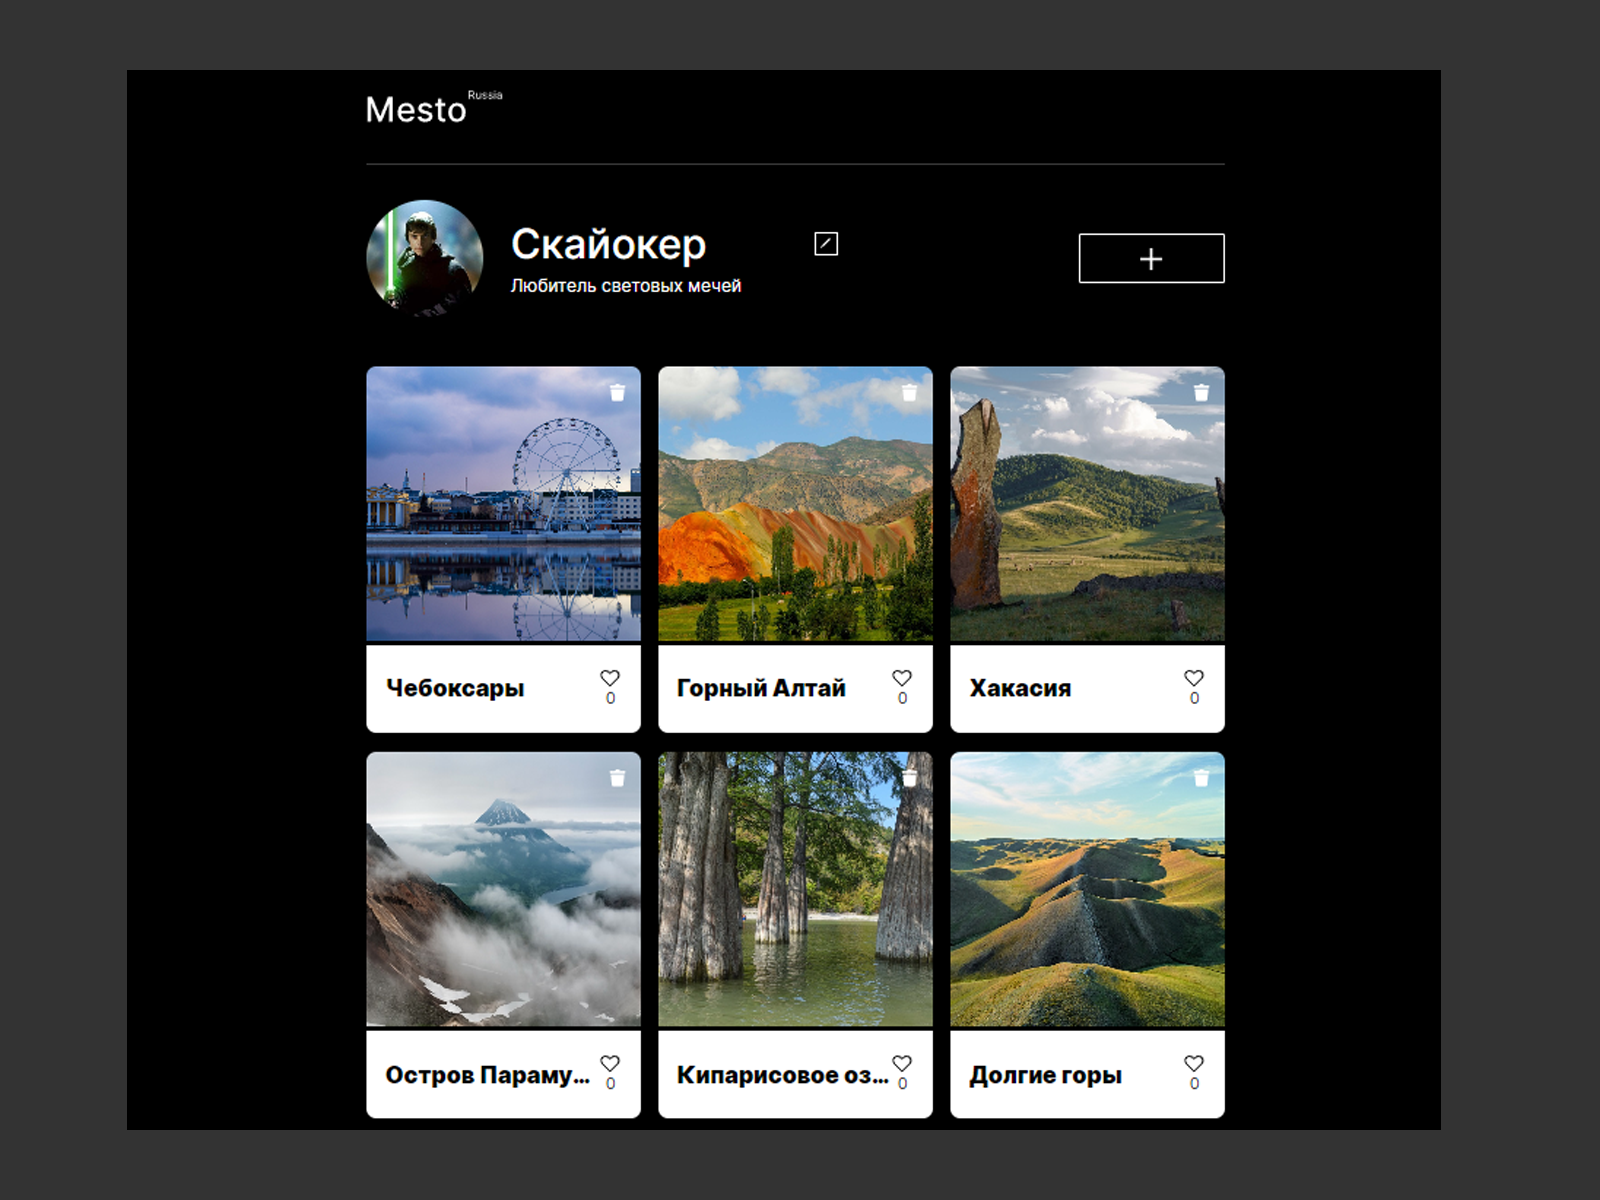 Mesto Russia
Скайокер
Любитель световых мечей
Чебоксары
0
Горный Алтай
0
Хакасия
0
Остров Параму...
0
Кипарисовое оз...
0
Долгие горы
0